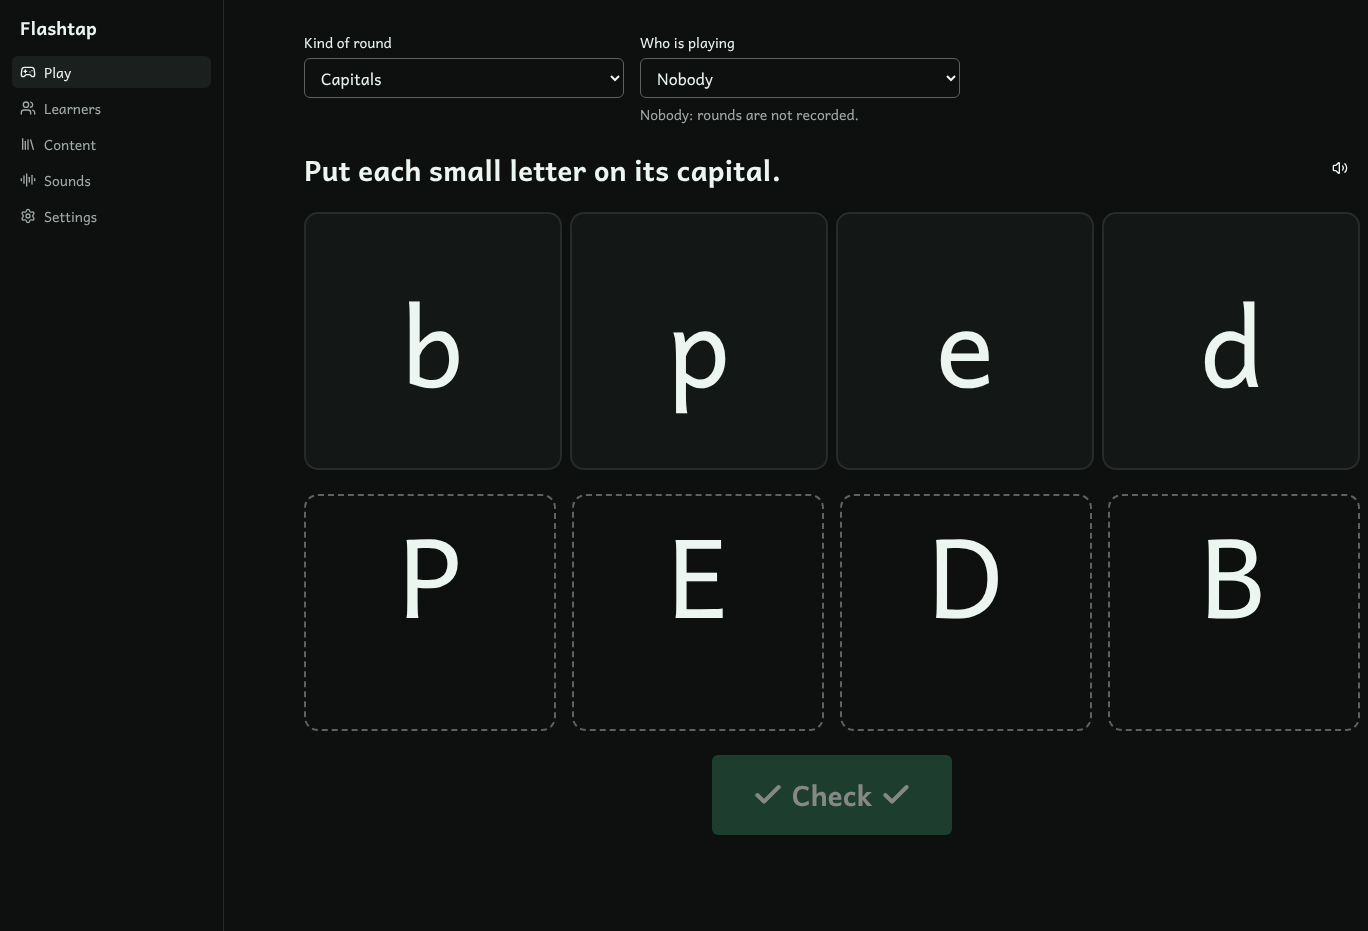 Flashtap
Play
Learners
Content
Sounds
Settings
Kind of round
Who is playing
Capitals
Nobody
Nobody: rounds are not recorded.
Put each small letter on its capital.
b p e d
P E D B
Check